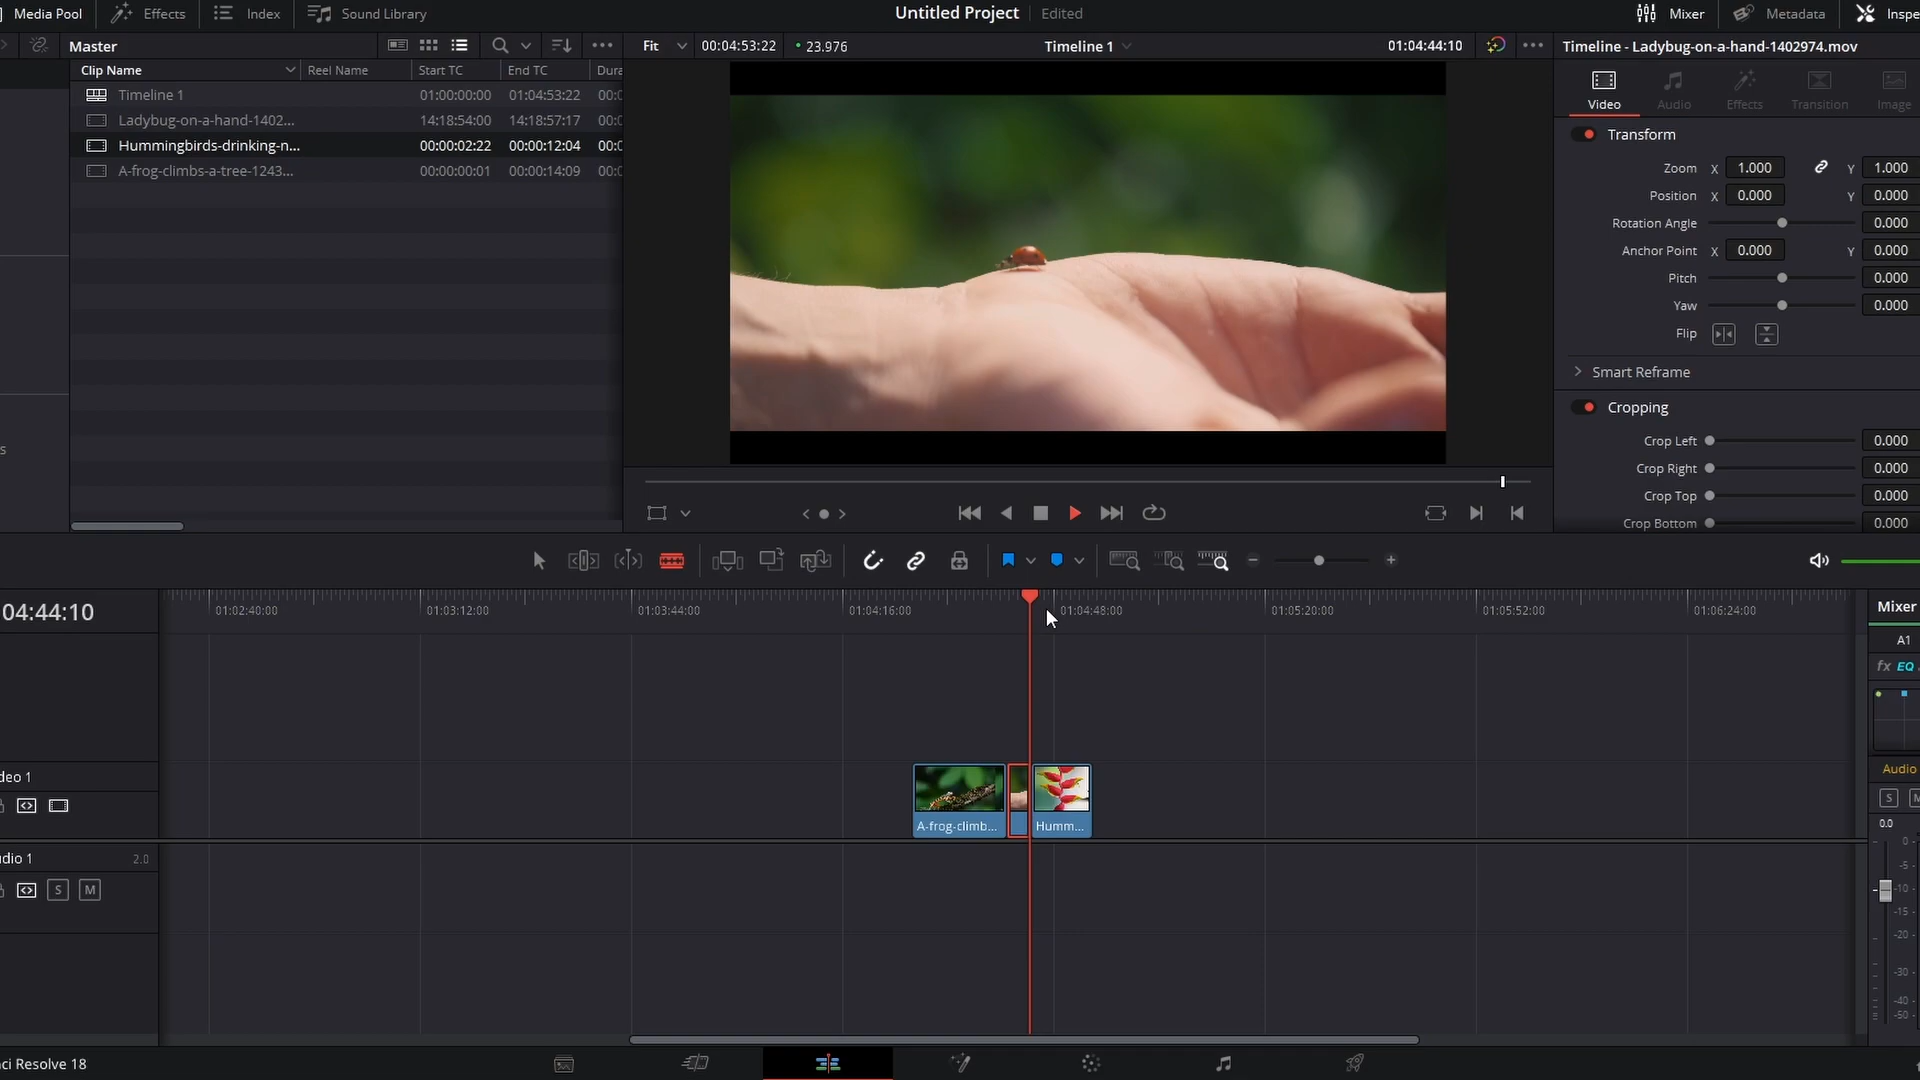 Media Pool Effects Index Sound Library Untitled Project Edited Mixer Metadata Inspe
Master Fit 00:04:53:22 23.976 Timeline 1 01:04:44:10 Timeline - Ladybug-on-a-hand-1402974.mov
Clip Name Reel Name Start TC End TC Dura
Timeline 1 01:00:00:00 01:04:53:22 00:0
Ladybug-on-a-hand-1402... 14:18:54:00 14:18:57:17 00:0
Hummingbirds-drinking-n... 00:00:02:22 00:00:12:04 00:0
A-frog-climbs-a-tree-1243... 00:00:00:01 00:00:14:09 00:0
s
Video Audio Effects Transition Image
Transform
Zoom X 1.000 Y 1.000
Position X 0.000 Y 0.000
Rotation Angle 0.000
Anchor Point X 0.000 Y 0.000
Pitch 0.000
Yaw 0.000
Flip
Smart Reframe
Cropping
Crop Left 0.000
Crop Right 0.000
Crop Top 0.000
Crop Bottom 0.000
04:44:10 01:02:40:00 01:03:12:00 01:03:44:00 01:04:16:00 01:04:48:00 01:05:20:00 01:05:52:00 01:06:24:00
deo 1
A-frog-climb... Humm...
dio 1 2.0
S M
Mixer
A1
fx EQ
Audio
S M
0.0
0
-5
-10
-15
-20
-30
-40
-50
ci Resolve 18